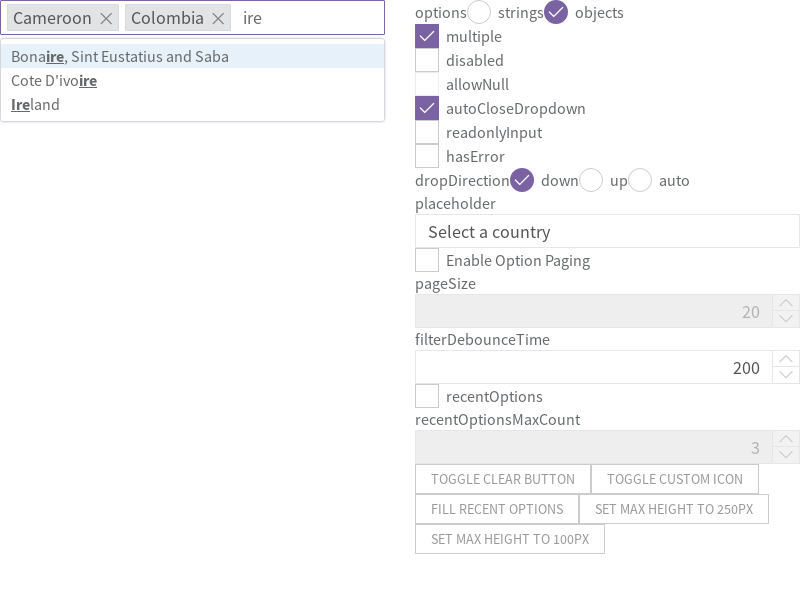 Cameroon Colombia ire
Bonaire, Sint Eustatius and Saba
Cote D'ivoire
Ireland
options strings objects
multiple
disabled
allowNull
autoCloseDropdown
readonlyInput
hasError
dropDirection down up auto
placeholder
Select a country
Enable Option Paging
pageSize
20
filterDebounceTime
200
recentOptions
recentOptionsMaxCount
3
TOGGLE CLEAR BUTTON TOGGLE CUSTOM ICON
FILL RECENT OPTIONS SET MAX HEIGHT TO 250PX
SET MAX HEIGHT TO 100PX